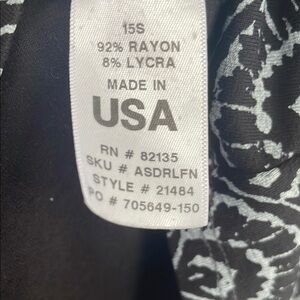 15S
92% RAYON
8% LYCRA
MADE IN
USA
RN # 82135
SKU # ASDRLFN
STYLE # 21484
PO # 705649-150